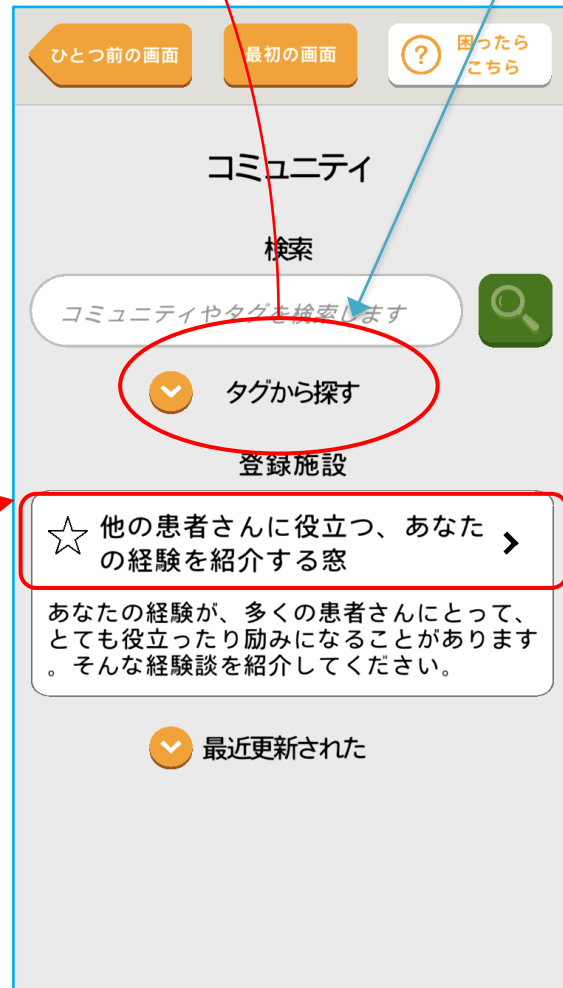 ひとつ前の画面
最初の画面
困ったら
こちら
コミュニティ
検索
コミュニティやタグを検索します
タグから探す
登録施設
他の患者さんに役立つ、あなた
の経験を紹介する窓
あなたの経験が、多くの患者さんにとって、
とても役立ったり励みになることがあります
。そんな経験談を紹介してください。
最近更新された